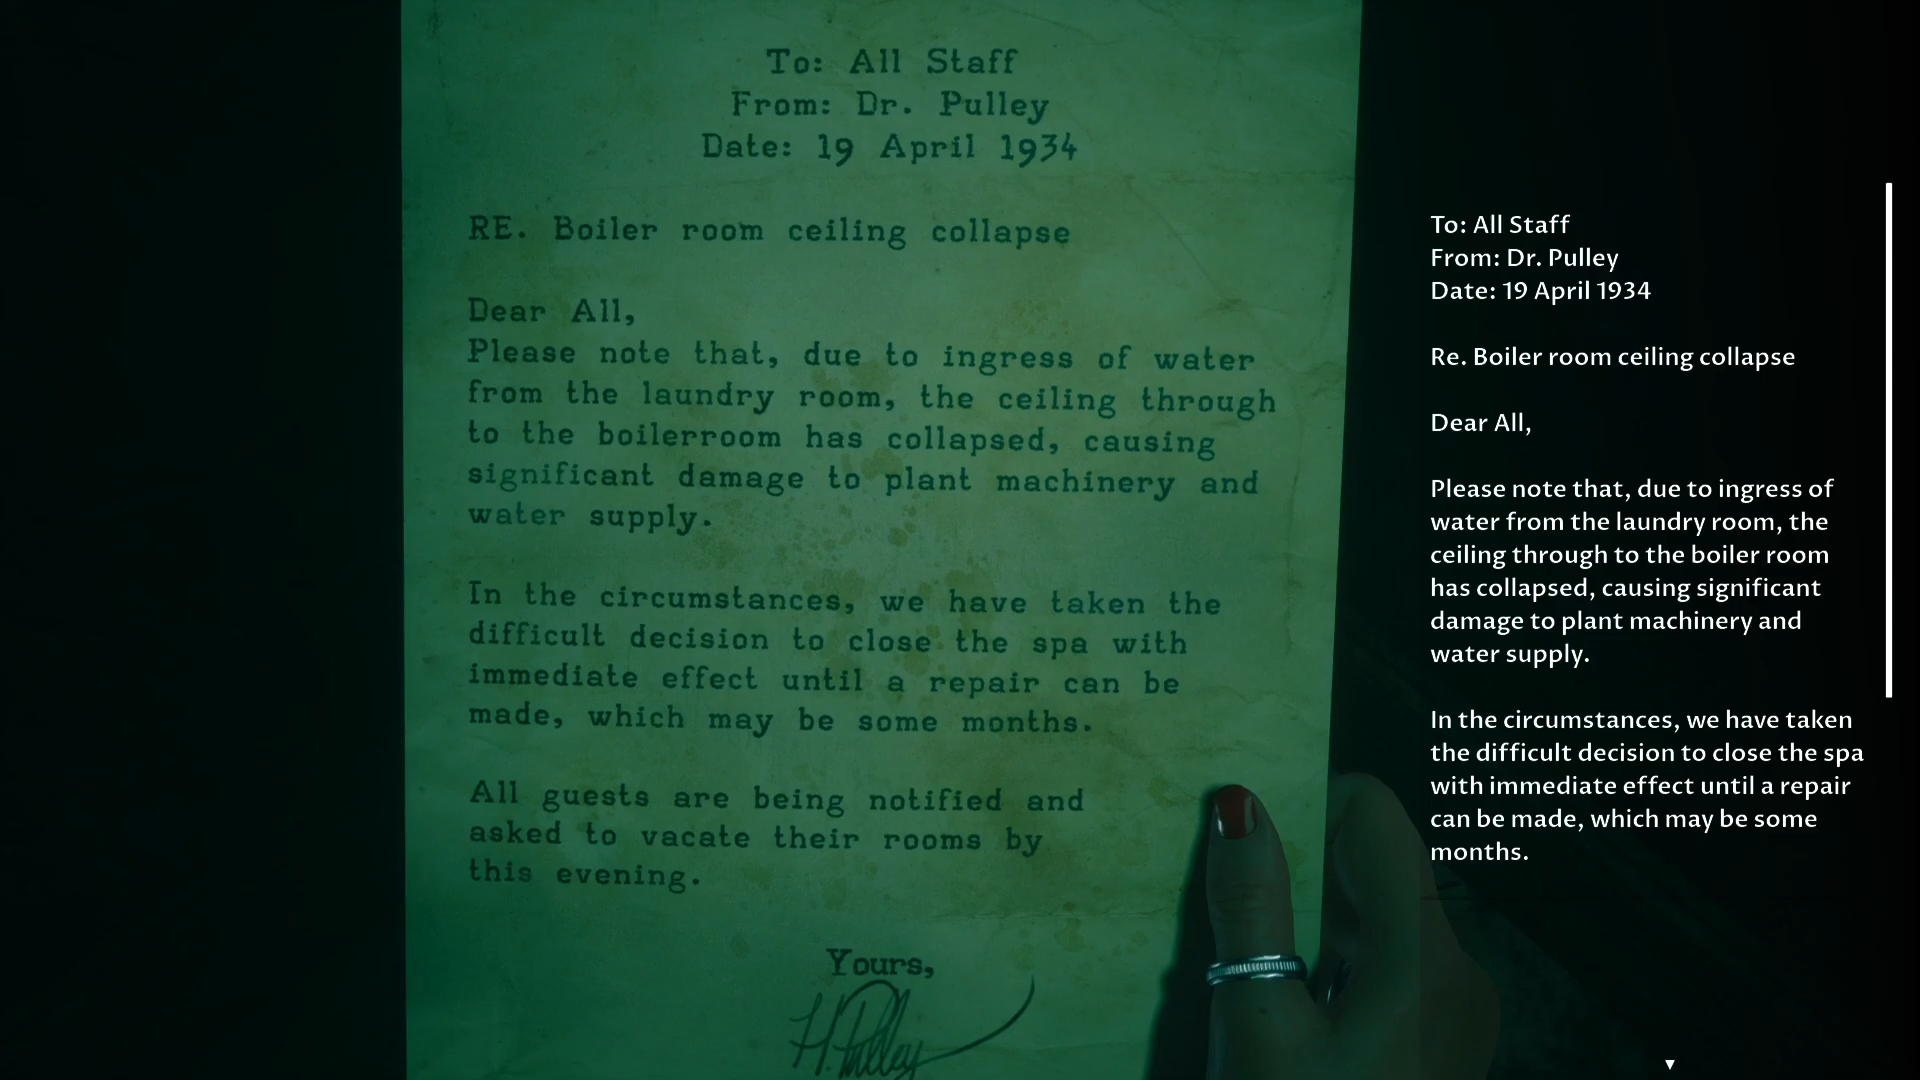 To: All Staff
From: Dr. Pulley
Date: 19 April 1934
RE. Boiler room ceiling collapse
Dear All,
Please note that, due to ingress of water
from the laundry room, the ceiling through
to the boilerroom has collapsed, causing
significant damage to plant machinery and
water supply.
In the circumstances, we have taken the
difficult decision to close the spa with
immediate effect until a repair can be
made, which may be some months.
All guests are being notified and
asked to vacate their rooms by
this evening.
Yours,
H. Pulley
To: All Staff
From: Dr. Pulley
Date: 19 April 1934
Re. Boiler room ceiling collapse
Dear All,
Please note that, due to ingress of
water from the laundry room, the
ceiling through to the boiler room
has collapsed, causing significant
damage to plant machinery and
water supply.
In the circumstances, we have taken
the difficult decision to close the spa
with immediate effect until a repair
can be made, which may be some
months.